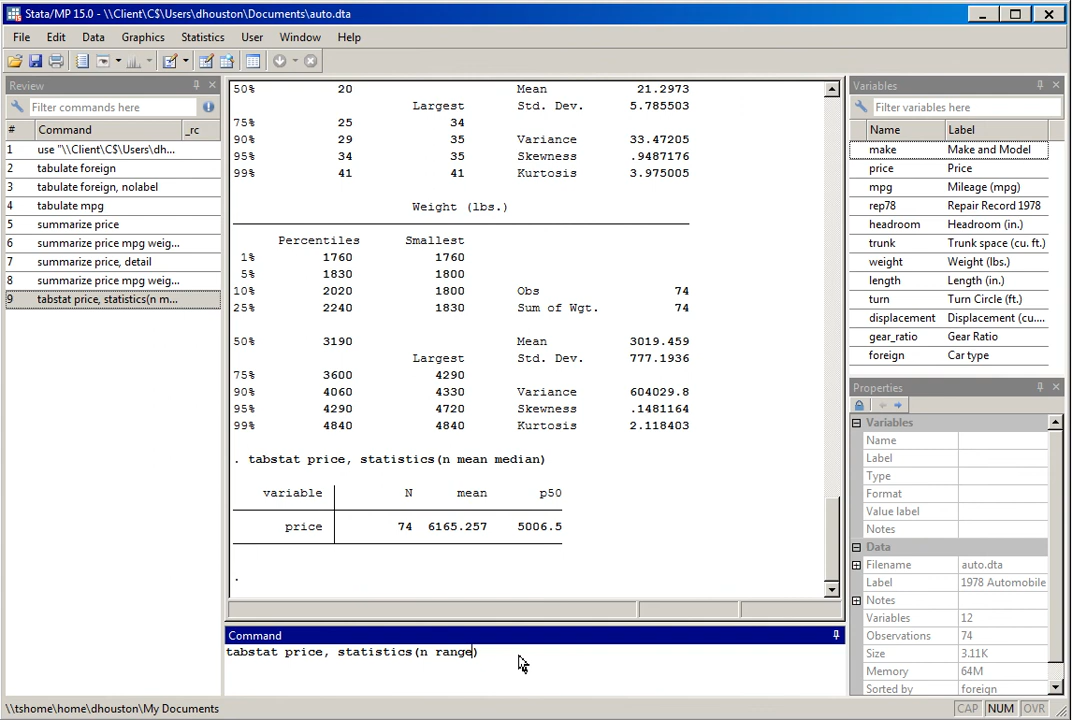 Stata/MP 15.0 - \\Client\C$\Users\dhouston\Documents\auto.dta
File Edit Data Graphics Statistics User Window Help
Review
Filter commands here
# Command _rc
1 use "\\Client\C$\Users\dh...
2 tabulate foreign
3 tabulate foreign, nolabel
4 tabulate mpg
5 summarize price
6 summarize price mpg weig...
7 summarize price, detail
8 summarize price mpg weig...
9 tabstat price, statistics(n m...
50% 20 Mean 21.2973
Largest Std. Dev. 5.785503
75% 25 34
90% 29 35 Variance 33.47205
95% 34 35 Skewness .9487176
99% 41 41 Kurtosis 3.975005
Weight (lbs.)
Percentiles Smallest
1% 1760 1760
5% 1830 1800
10% 2020 1800 Obs 74
25% 2240 1830 Sum of Wgt. 74
50% 3190 Mean 3019.459
Largest Std. Dev. 777.1936
75% 3600 4290
90% 4060 4330 Variance 604029.8
95% 4290 4720 Skewness .1481164
99% 4840 4840 Kurtosis 2.118403
. tabstat price, statistics(n mean median)
variable N mean p50
price 74 6165.257 5006.5
.
Command
tabstat price, statistics(n range)
Variables
Filter variables here
Name Label
make Make and Model
price Price
mpg Mileage (mpg)
rep78 Repair Record 1978
headroom Headroom (in.)
trunk Trunk space (cu. ft.)
weight Weight (lbs.)
length Length (in.)
turn Turn Circle (ft.)
displacement Displacement (cu....
gear_ratio Gear Ratio
foreign Car type
Properties
Variables
Name
Label
Type
Format
Value label
Notes
Data
Filename auto.dta
Label 1978 Automobile
Notes
Variables 12
Observations 74
Size 3.11K
Memory 64M
Sorted by foreign
\\tshome\home\dhouston\My Documents
CAP NUM OVR